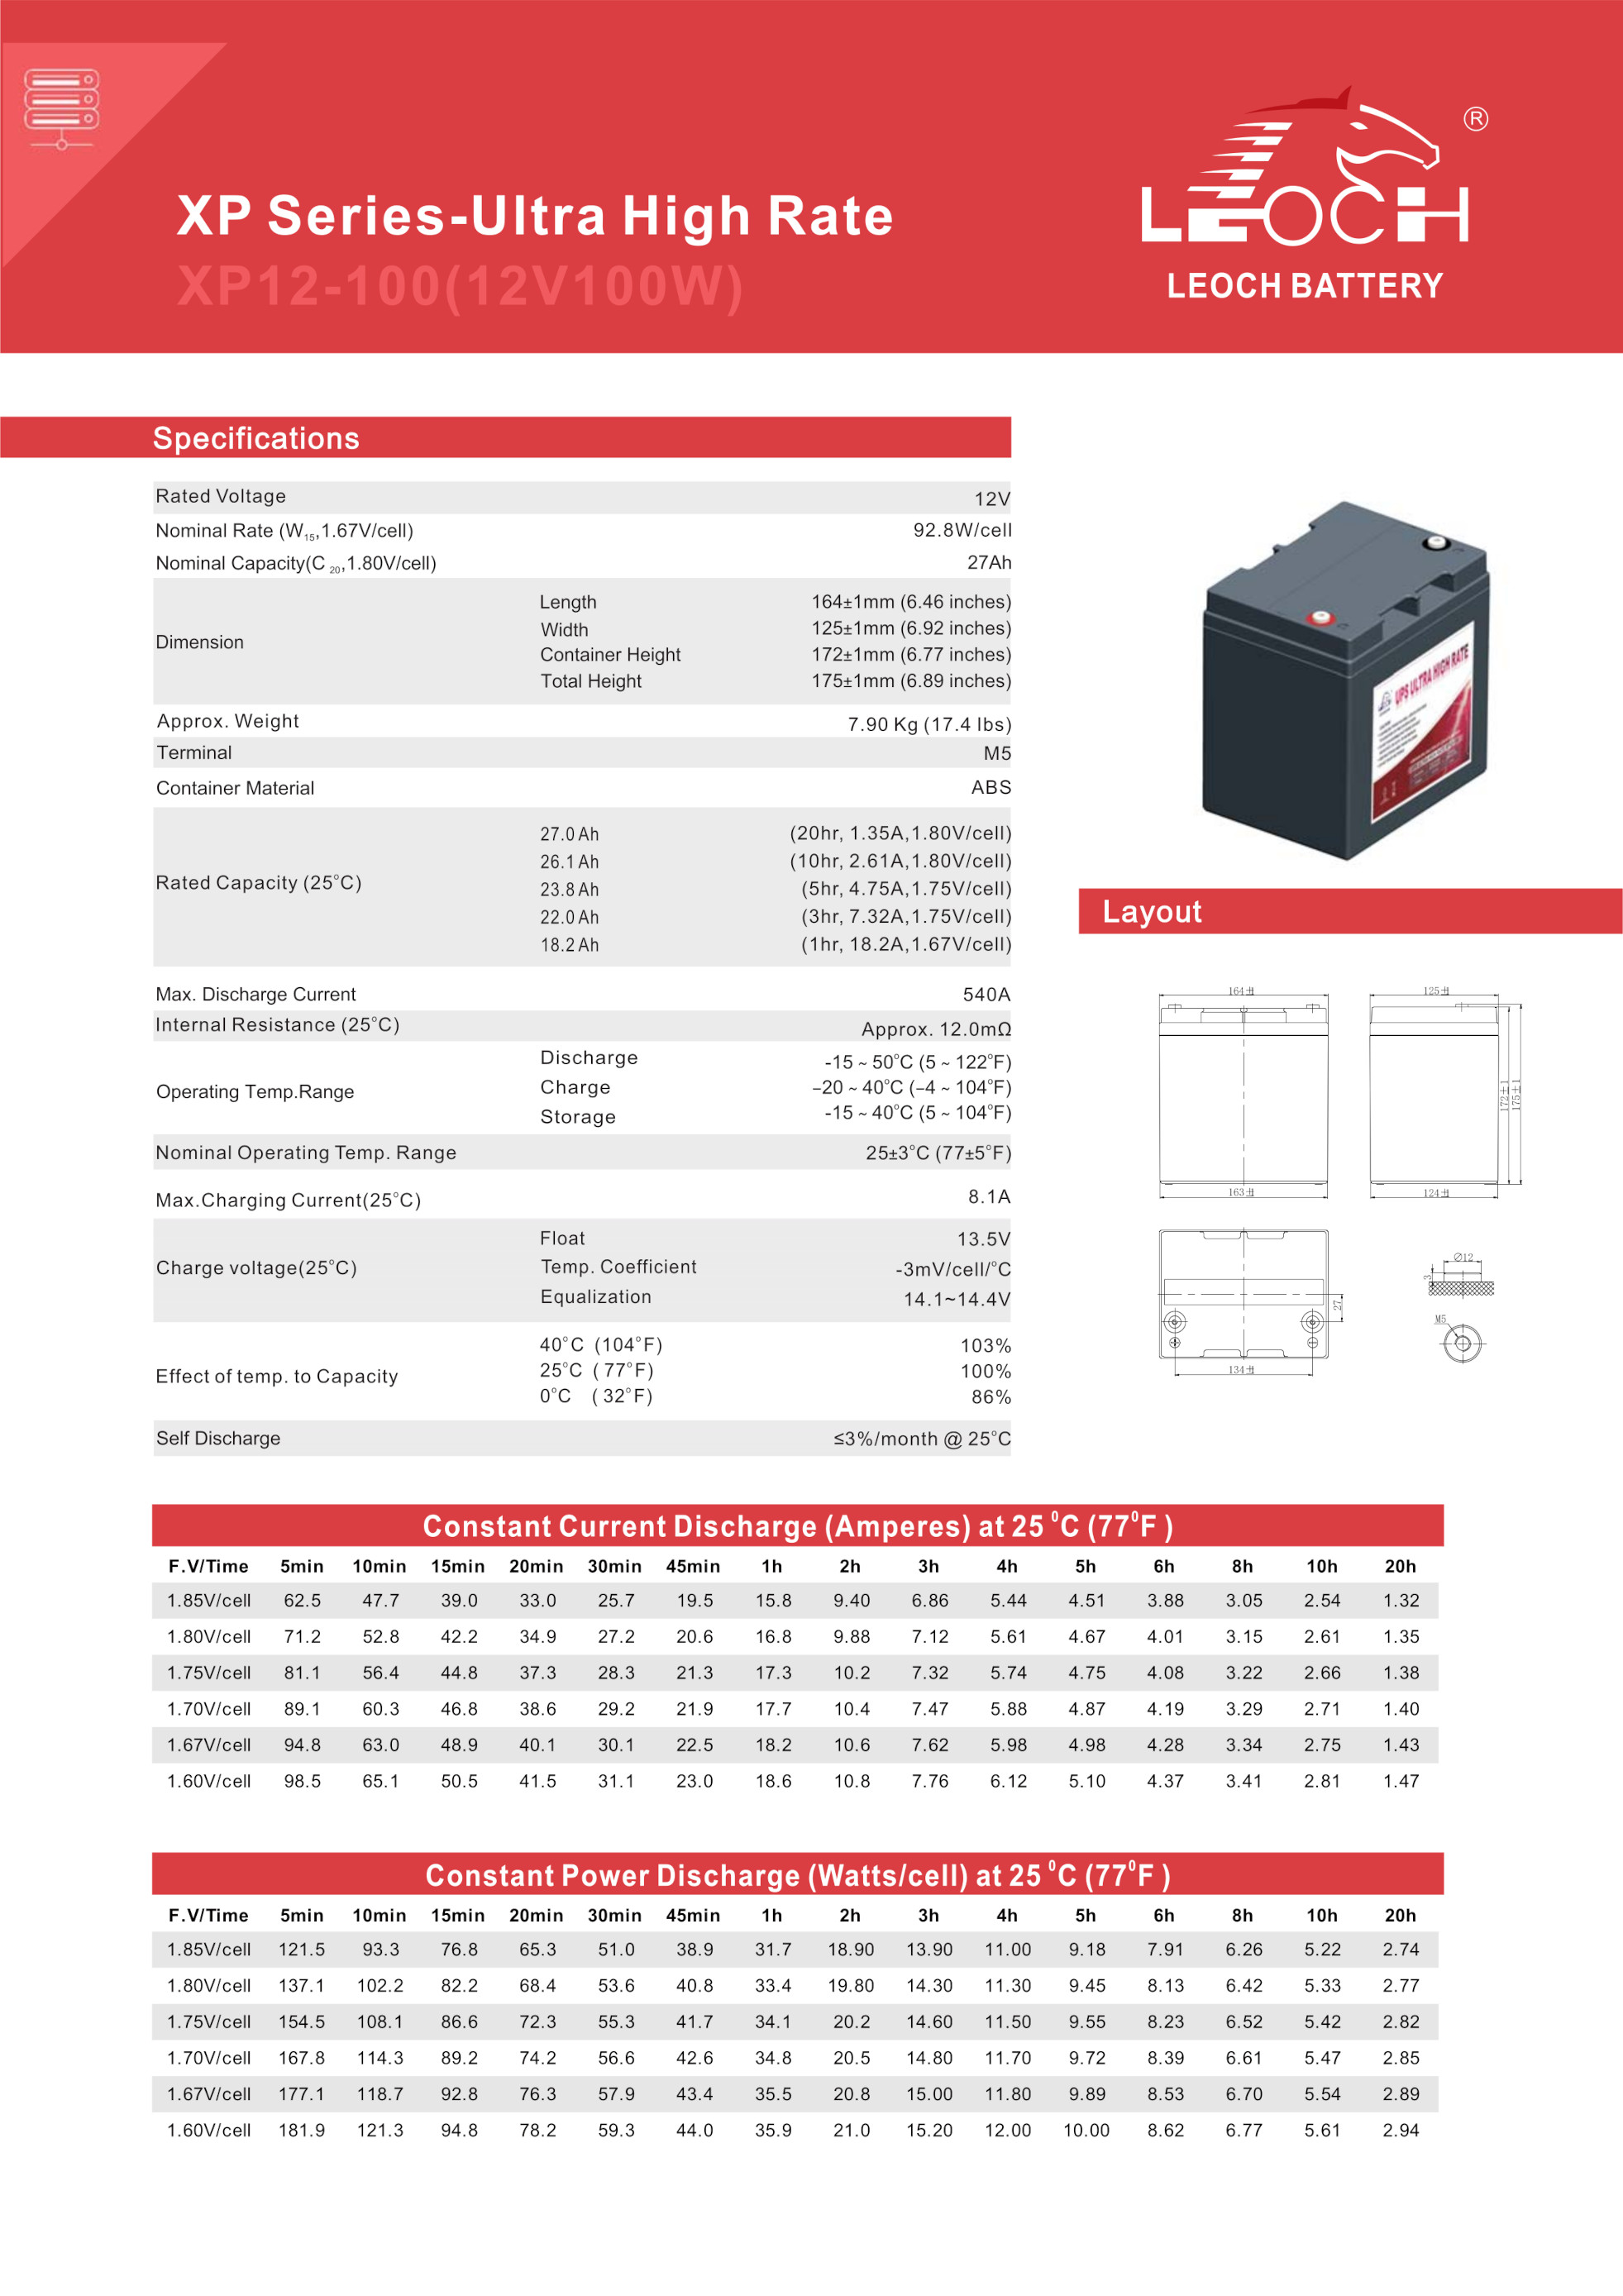 XP Series-Ultra High Rate
XP12-100(12V100W)
LEOCH ®
LEOCH BATTERY
Specifications
Rated Voltage 12V
Nominal Rate (W15,1.67V/cell) 92.8W/cell
Nominal Capacity(C 20,1.80V/cell) 27Ah
Dimension
Length 164±1mm (6.46 inches)
Width 125±1mm (6.92 inches)
Container Height 172±1mm (6.77 inches)
Total Height 175±1mm (6.89 inches)
Approx. Weight 7.90 Kg (17.4 lbs)
Terminal M5
Container Material ABS
Rated Capacity (25°C)
27.0 Ah (20hr, 1.35A,1.80V/cell)
26.1 Ah (10hr, 2.61A,1.80V/cell)
23.8 Ah (5hr, 4.75A,1.75V/cell)
22.0 Ah (3hr, 7.32A,1.75V/cell)
18.2 Ah (1hr, 18.2A,1.67V/cell)
Max. Discharge Current 540A
Internal Resistance (25°C) Approx. 12.0mΩ
Operating Temp.Range
Discharge -15 ~ 50°C (5 ~ 122°F)
Charge –20 ~ 40°C (–4 ~ 104°F)
Storage -15 ~ 40°C (5 ~ 104°F)
Nominal Operating Temp. Range 25±3°C (77±5°F)
Max.Charging Current(25°C) 8.1A
Charge voltage(25°C)
Float 13.5V
Temp. Coefficient -3mV/cell/°C
Equalization 14.1~14.4V
Effect of temp. to Capacity
40°C (104°F) 103%
25°C ( 77°F) 100%
0°C ( 32°F) 86%
Self Discharge ≤3%/month @ 25°C
UPS ULTRA HIGH RATE
Layout
164±1
125±1
172±1
175±1
163±1
124±1
Ø12
3
27
M5
134±1
Constant Current Discharge (Amperes) at 25 ⁰C (77⁰F )
F.V/Time 5min 10min 15min 20min 30min 45min 1h 2h 3h 4h 5h 6h 8h 10h 20h
1.85V/cell 62.5 47.7 39.0 33.0 25.7 19.5 15.8 9.40 6.86 5.44 4.51 3.88 3.05 2.54 1.32
1.80V/cell 71.2 52.8 42.2 34.9 27.2 20.6 16.8 9.88 7.12 5.61 4.67 4.01 3.15 2.61 1.35
1.75V/cell 81.1 56.4 44.8 37.3 28.3 21.3 17.3 10.2 7.32 5.74 4.75 4.08 3.22 2.66 1.38
1.70V/cell 89.1 60.3 46.8 38.6 29.2 21.9 17.7 10.4 7.47 5.88 4.87 4.19 3.29 2.71 1.40
1.67V/cell 94.8 63.0 48.9 40.1 30.1 22.5 18.2 10.6 7.62 5.98 4.98 4.28 3.34 2.75 1.43
1.60V/cell 98.5 65.1 50.5 41.5 31.1 23.0 18.6 10.8 7.76 6.12 5.10 4.37 3.41 2.81 1.47
Constant Power Discharge (Watts/cell) at 25 ⁰C (77⁰F )
F.V/Time 5min 10min 15min 20min 30min 45min 1h 2h 3h 4h 5h 6h 8h 10h 20h
1.85V/cell 121.5 93.3 76.8 65.3 51.0 38.9 31.7 18.90 13.90 11.00 9.18 7.91 6.26 5.22 2.74
1.80V/cell 137.1 102.2 82.2 68.4 53.6 40.8 33.4 19.80 14.30 11.30 9.45 8.13 6.42 5.33 2.77
1.75V/cell 154.5 108.1 86.6 72.3 55.3 41.7 34.1 20.2 14.60 11.50 9.55 8.23 6.52 5.42 2.82
1.70V/cell 167.8 114.3 89.2 74.2 56.6 42.6 34.8 20.5 14.80 11.70 9.72 8.39 6.61 5.47 2.85
1.67V/cell 177.1 118.7 92.8 76.3 57.9 43.4 35.5 20.8 15.00 11.80 9.89 8.53 6.70 5.54 2.89
1.60V/cell 181.9 121.3 94.8 78.2 59.3 44.0 35.9 21.0 15.20 12.00 10.00 8.62 6.77 5.61 2.94